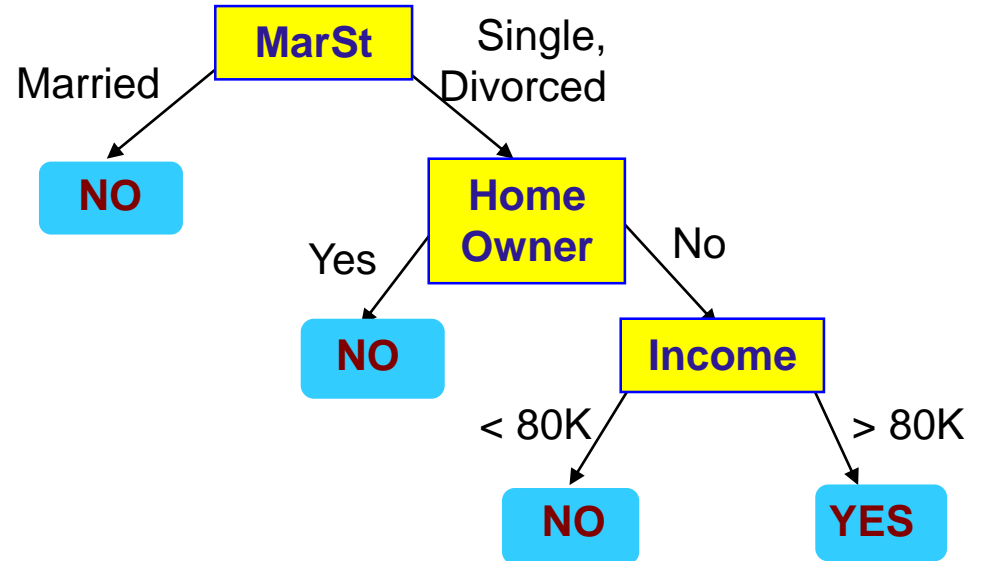 MarSt
Single,
Divorced
Married
NO
Home
Owner
Yes
No
NO
Income
< 80K
> 80K
NO
YES